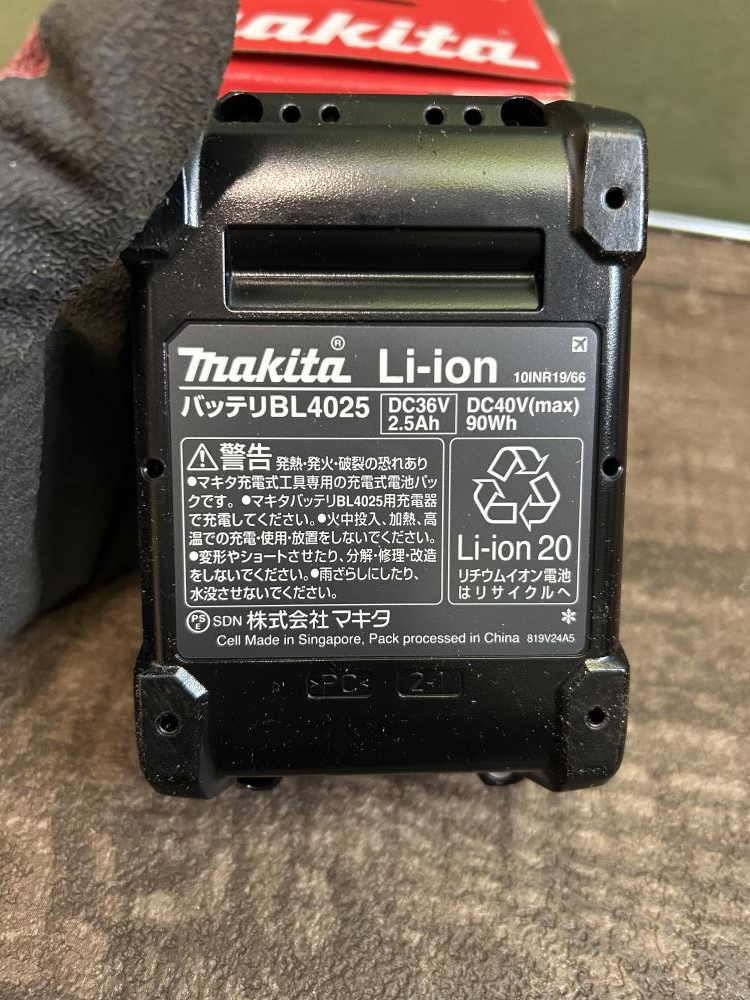 makita
makita® Li-ion 10INR19/66
バッテリBL4025 DC36V 2.5Ah DC40V(max) 90Wh
⚠警告 発熱・発火・破裂の恐れあり
●マキタ充電式工具専用の充電式電池パッ
クです。●マキタバッテリBL4025用充電器
で充電してください。●火中投入、加熱、高
温での充電・使用・放置をしないでください。
●変形やショートさせたり、分解・修理・改造
をしないでください。●雨ざらしにしたり、
水没させないでください。
Li-ion 20
リチウムイオン電池
はリサイクルへ
PSE SDN 株式会社マキタ
Cell Made in Singapore, Pack processed in China 819V24A5
>PC< 2-1